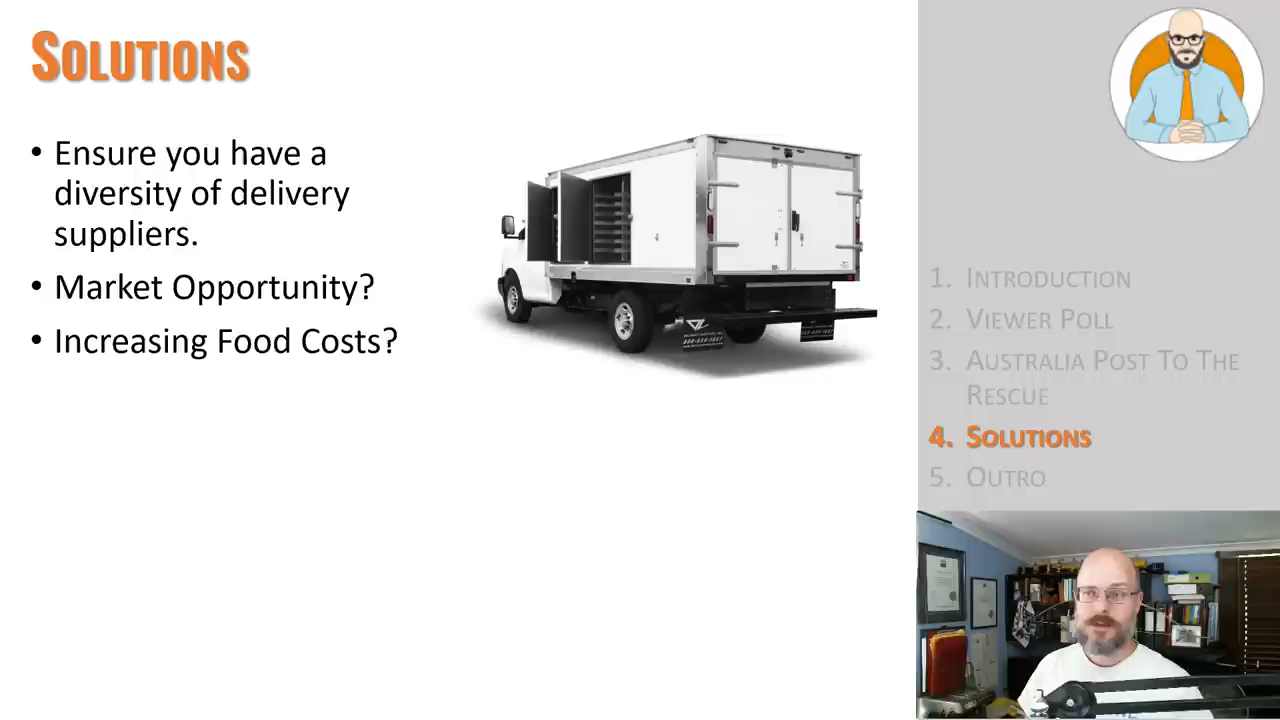 Solutions
• Ensure you have a
diversity of delivery
suppliers.
• Market Opportunity?
• Increasing Food Costs?
1. Introduction
2. Viewer Poll
3. Australia Post To The
Rescue
4. Solutions
5. Outro